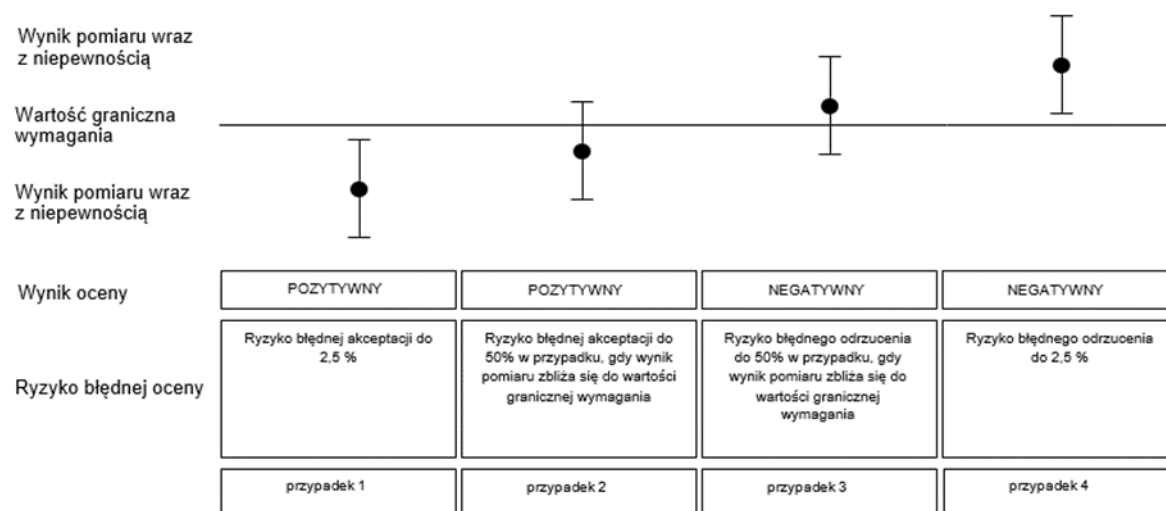 Wynik pomiaru wraz
z niepewnością
Wartość graniczna
wymagania
Wynik pomiaru wraz
z niepewnością
Wynik oceny
POZYTYWNY
POZYTYWNY
NEGATYWNY
NEGATYWNY
Ryzyko błędnej oceny
Ryzyko błędnej akceptacji do
2,5 %
Ryzyko błędnej akceptacji do
50% w przypadku, gdy wynik
pomiaru zbliża się do wartości
granicznej wymagania
Ryzyko błędnego odrzucenia
do 50% w przypadku, gdy
wynik pomiaru zbliża się do
wartości granicznej
wymagania
Ryzyko błędnego odrzucenia
do 2,5 %
przypadek 1
przypadek 2
przypadek 3
przypadek 4